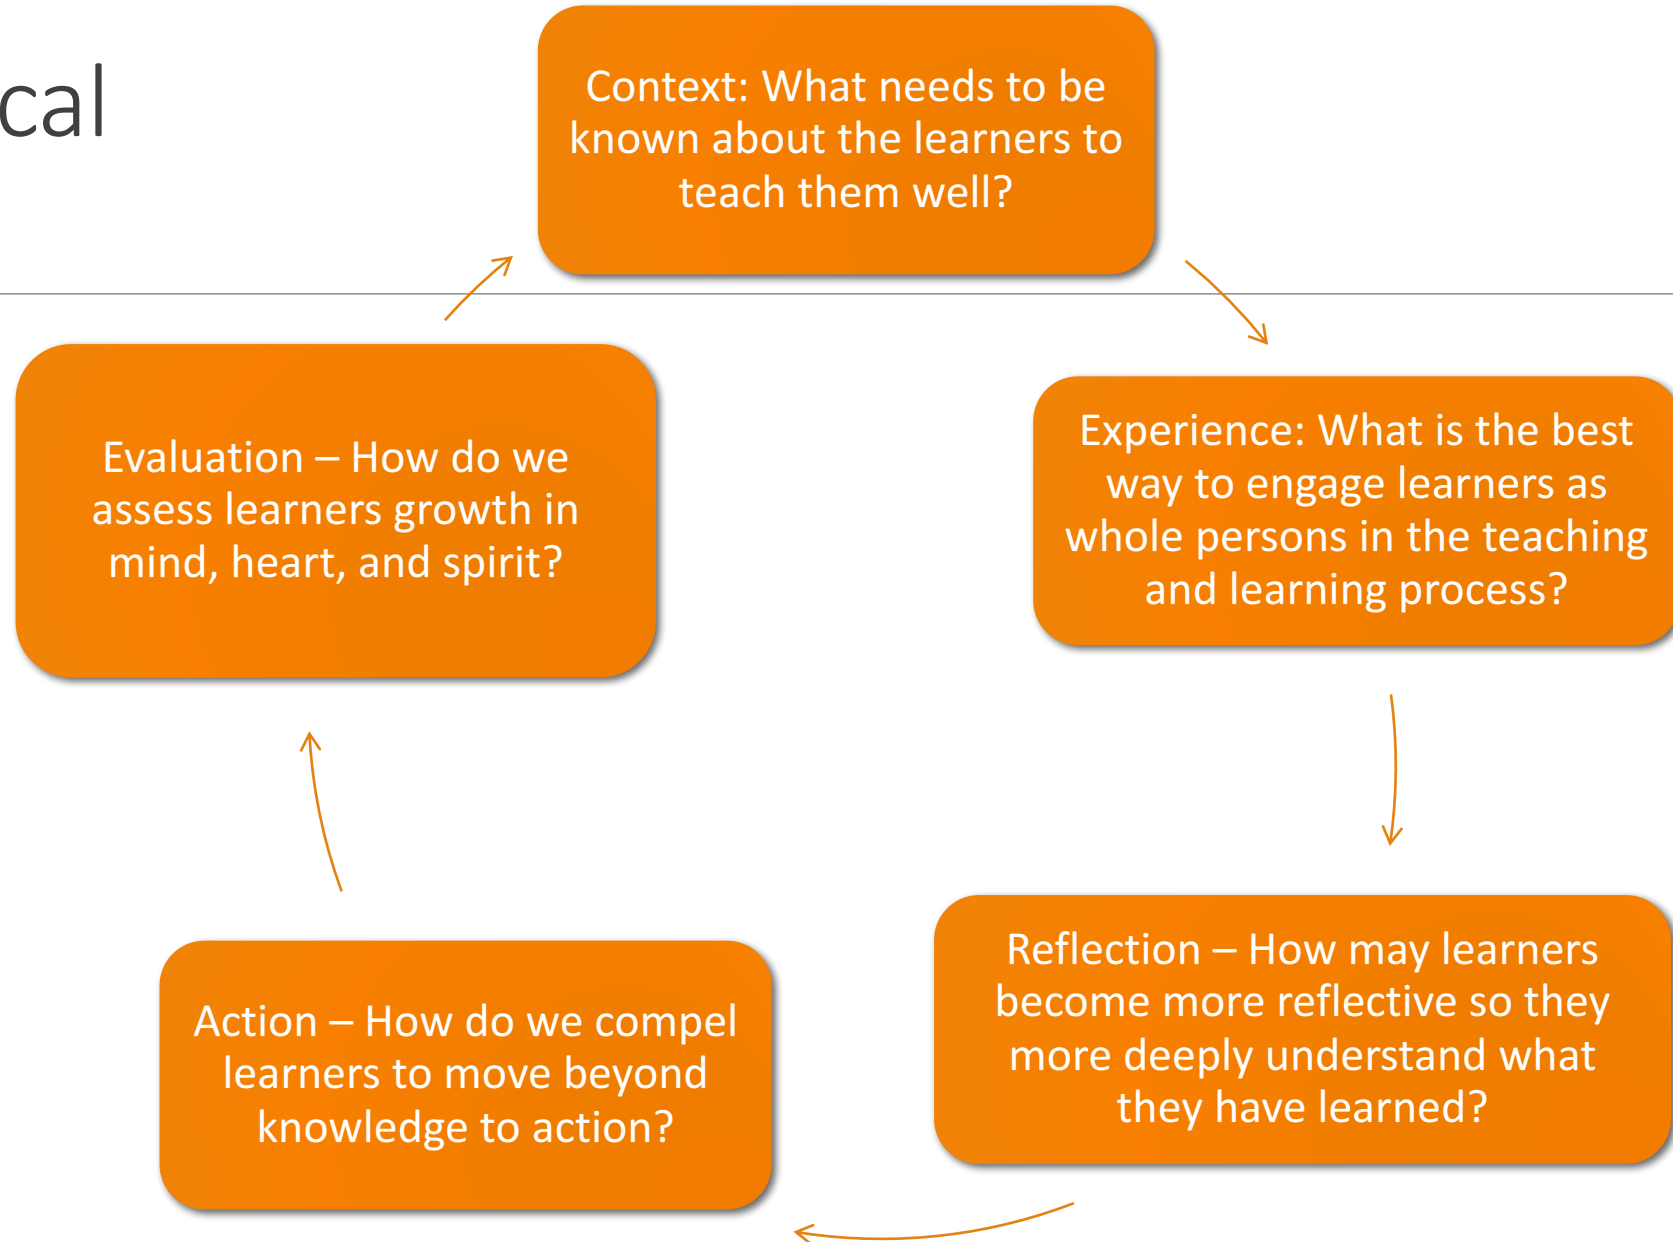 cal
Context: What needs to be
known about the learners to
teach them well?
Experience: What is the best
way to engage learners as
whole persons in the teaching
and learning process?
Reflection – How may learners
become more reflective so they
more deeply understand what
they have learned?
Action – How do we compel
learners to move beyond
knowledge to action?
Evaluation – How do we
assess learners growth in
mind, heart, and spirit?